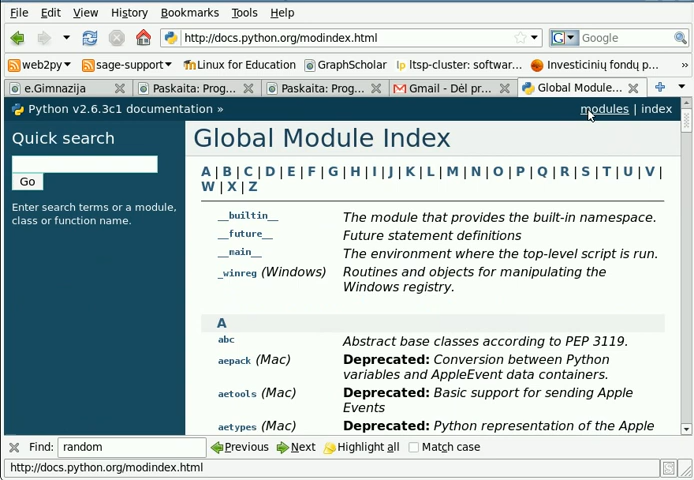 File Edit View History Bookmarks Tools Help
http://docs.python.org/modindex.html Google
web2py sage-support Linux for Education GraphScholar ltsp-cluster: softwar... Investicinių fondų p... »
e.Gimnazija Paskaita: Prog... Paskaita: Prog... Gmail - Dėl pr... Global Module...
Python v2.6.3c1 documentation » modules | index
Quick search
Go
Enter search terms or a module,
class or function name.
Global Module Index
A | B | C | D | E | F | G | H | I | J | K | L | M | N | O | P | Q | R | S | T | U | V |
W | X | Z
__builtin__ The module that provides the built-in namespace.
__future__ Future statement definitions
__main__ The environment where the top-level script is run.
_winreg (Windows) Routines and objects for manipulating the
Windows registry.
A
abc Abstract base classes according to PEP 3119.
aepack (Mac) Deprecated: Conversion between Python
variables and AppleEvent data containers.
aetools (Mac) Deprecated: Basic support for sending Apple
Events
aetypes (Mac) Deprecated: Python representation of the Apple
Find: random Previous Next Highlight all Match case
http://docs.python.org/modindex.html